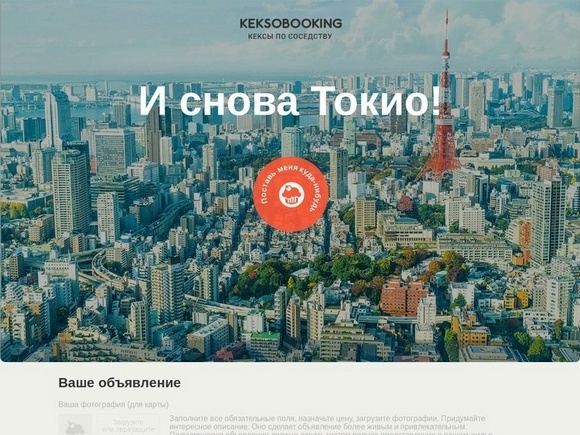 KEKSOBOOKING
КЕКСЫ ПО СОСЕДСТВУ
И снова Токио!
Поставь меня куда-нибудь
Ваше объявление
Ваша фотография (для карты)
Загрузите
или перетащите
Заполните все обязательные поля, назначьте цену, загрузите фотографии. Придумайте
интересное описание. Оно сделает объявление более живым и привлекательным.